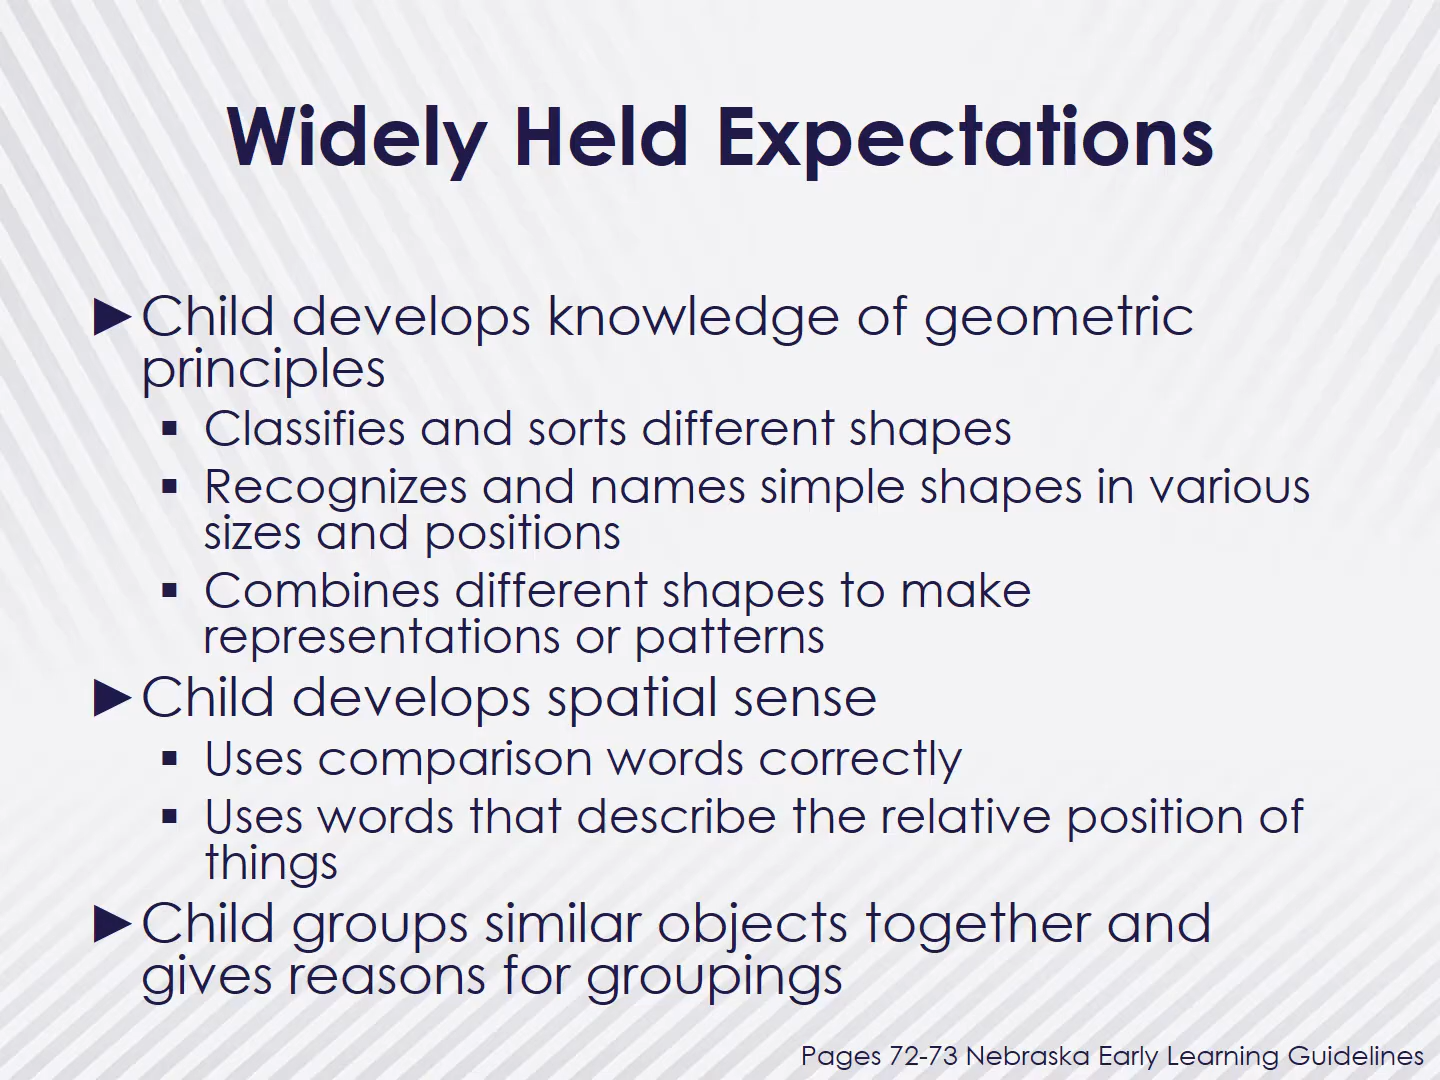 Widely Held Expectations
►Child develops knowledge of geometric
principles
▪ Classifies and sorts different shapes
▪ Recognizes and names simple shapes in various
sizes and positions
▪ Combines different shapes to make
representations or patterns
►Child develops spatial sense
▪ Uses comparison words correctly
▪ Uses words that describe the relative position of
things
►Child groups similar objects together and
gives reasons for groupings
Pages 72-73 Nebraska Early Learning Guidelines